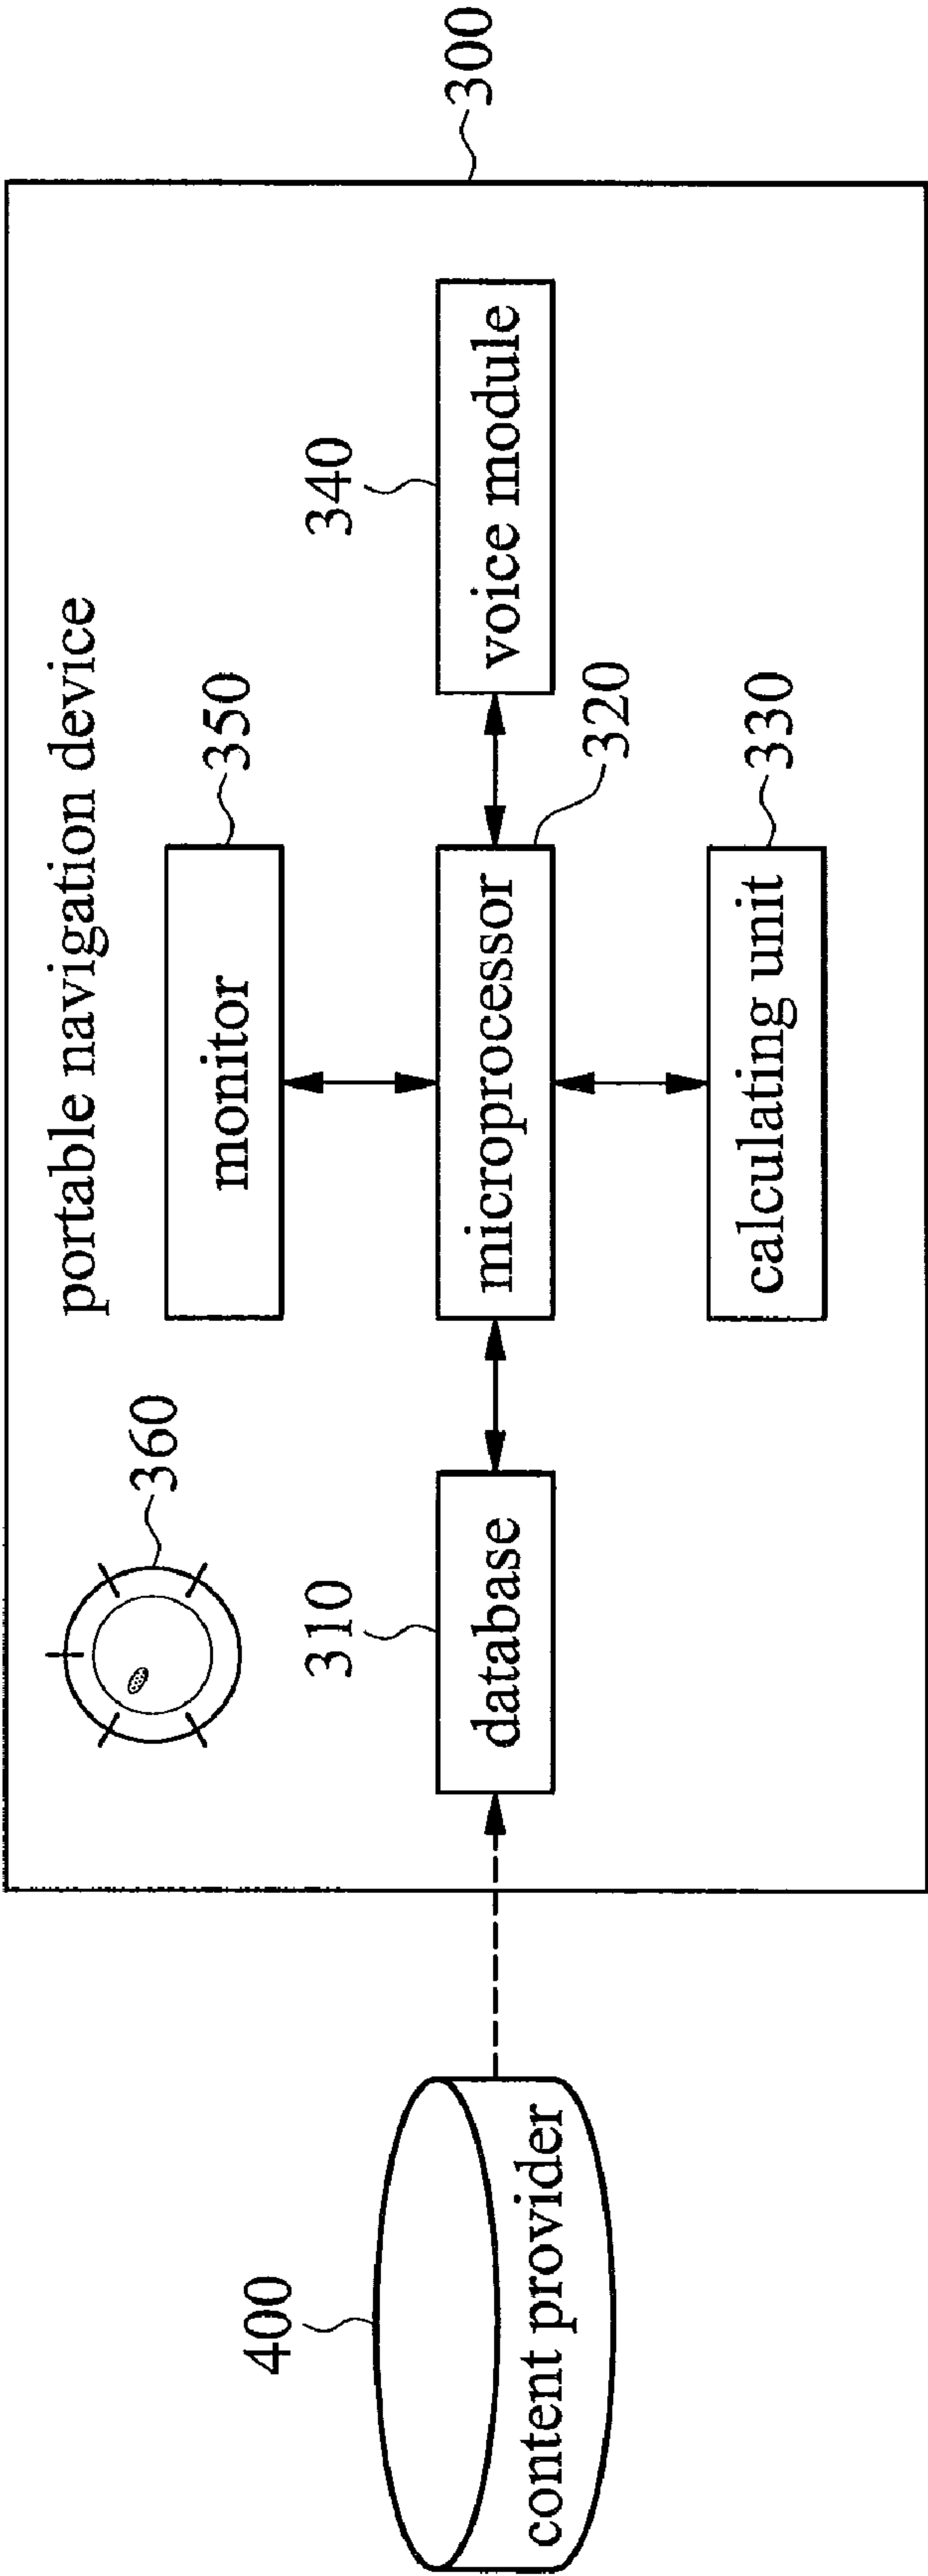 portable navigation device
360
monitor
350
400
310
340
content provider
database
microprocessor
voice module
320
300
calculating unit
330